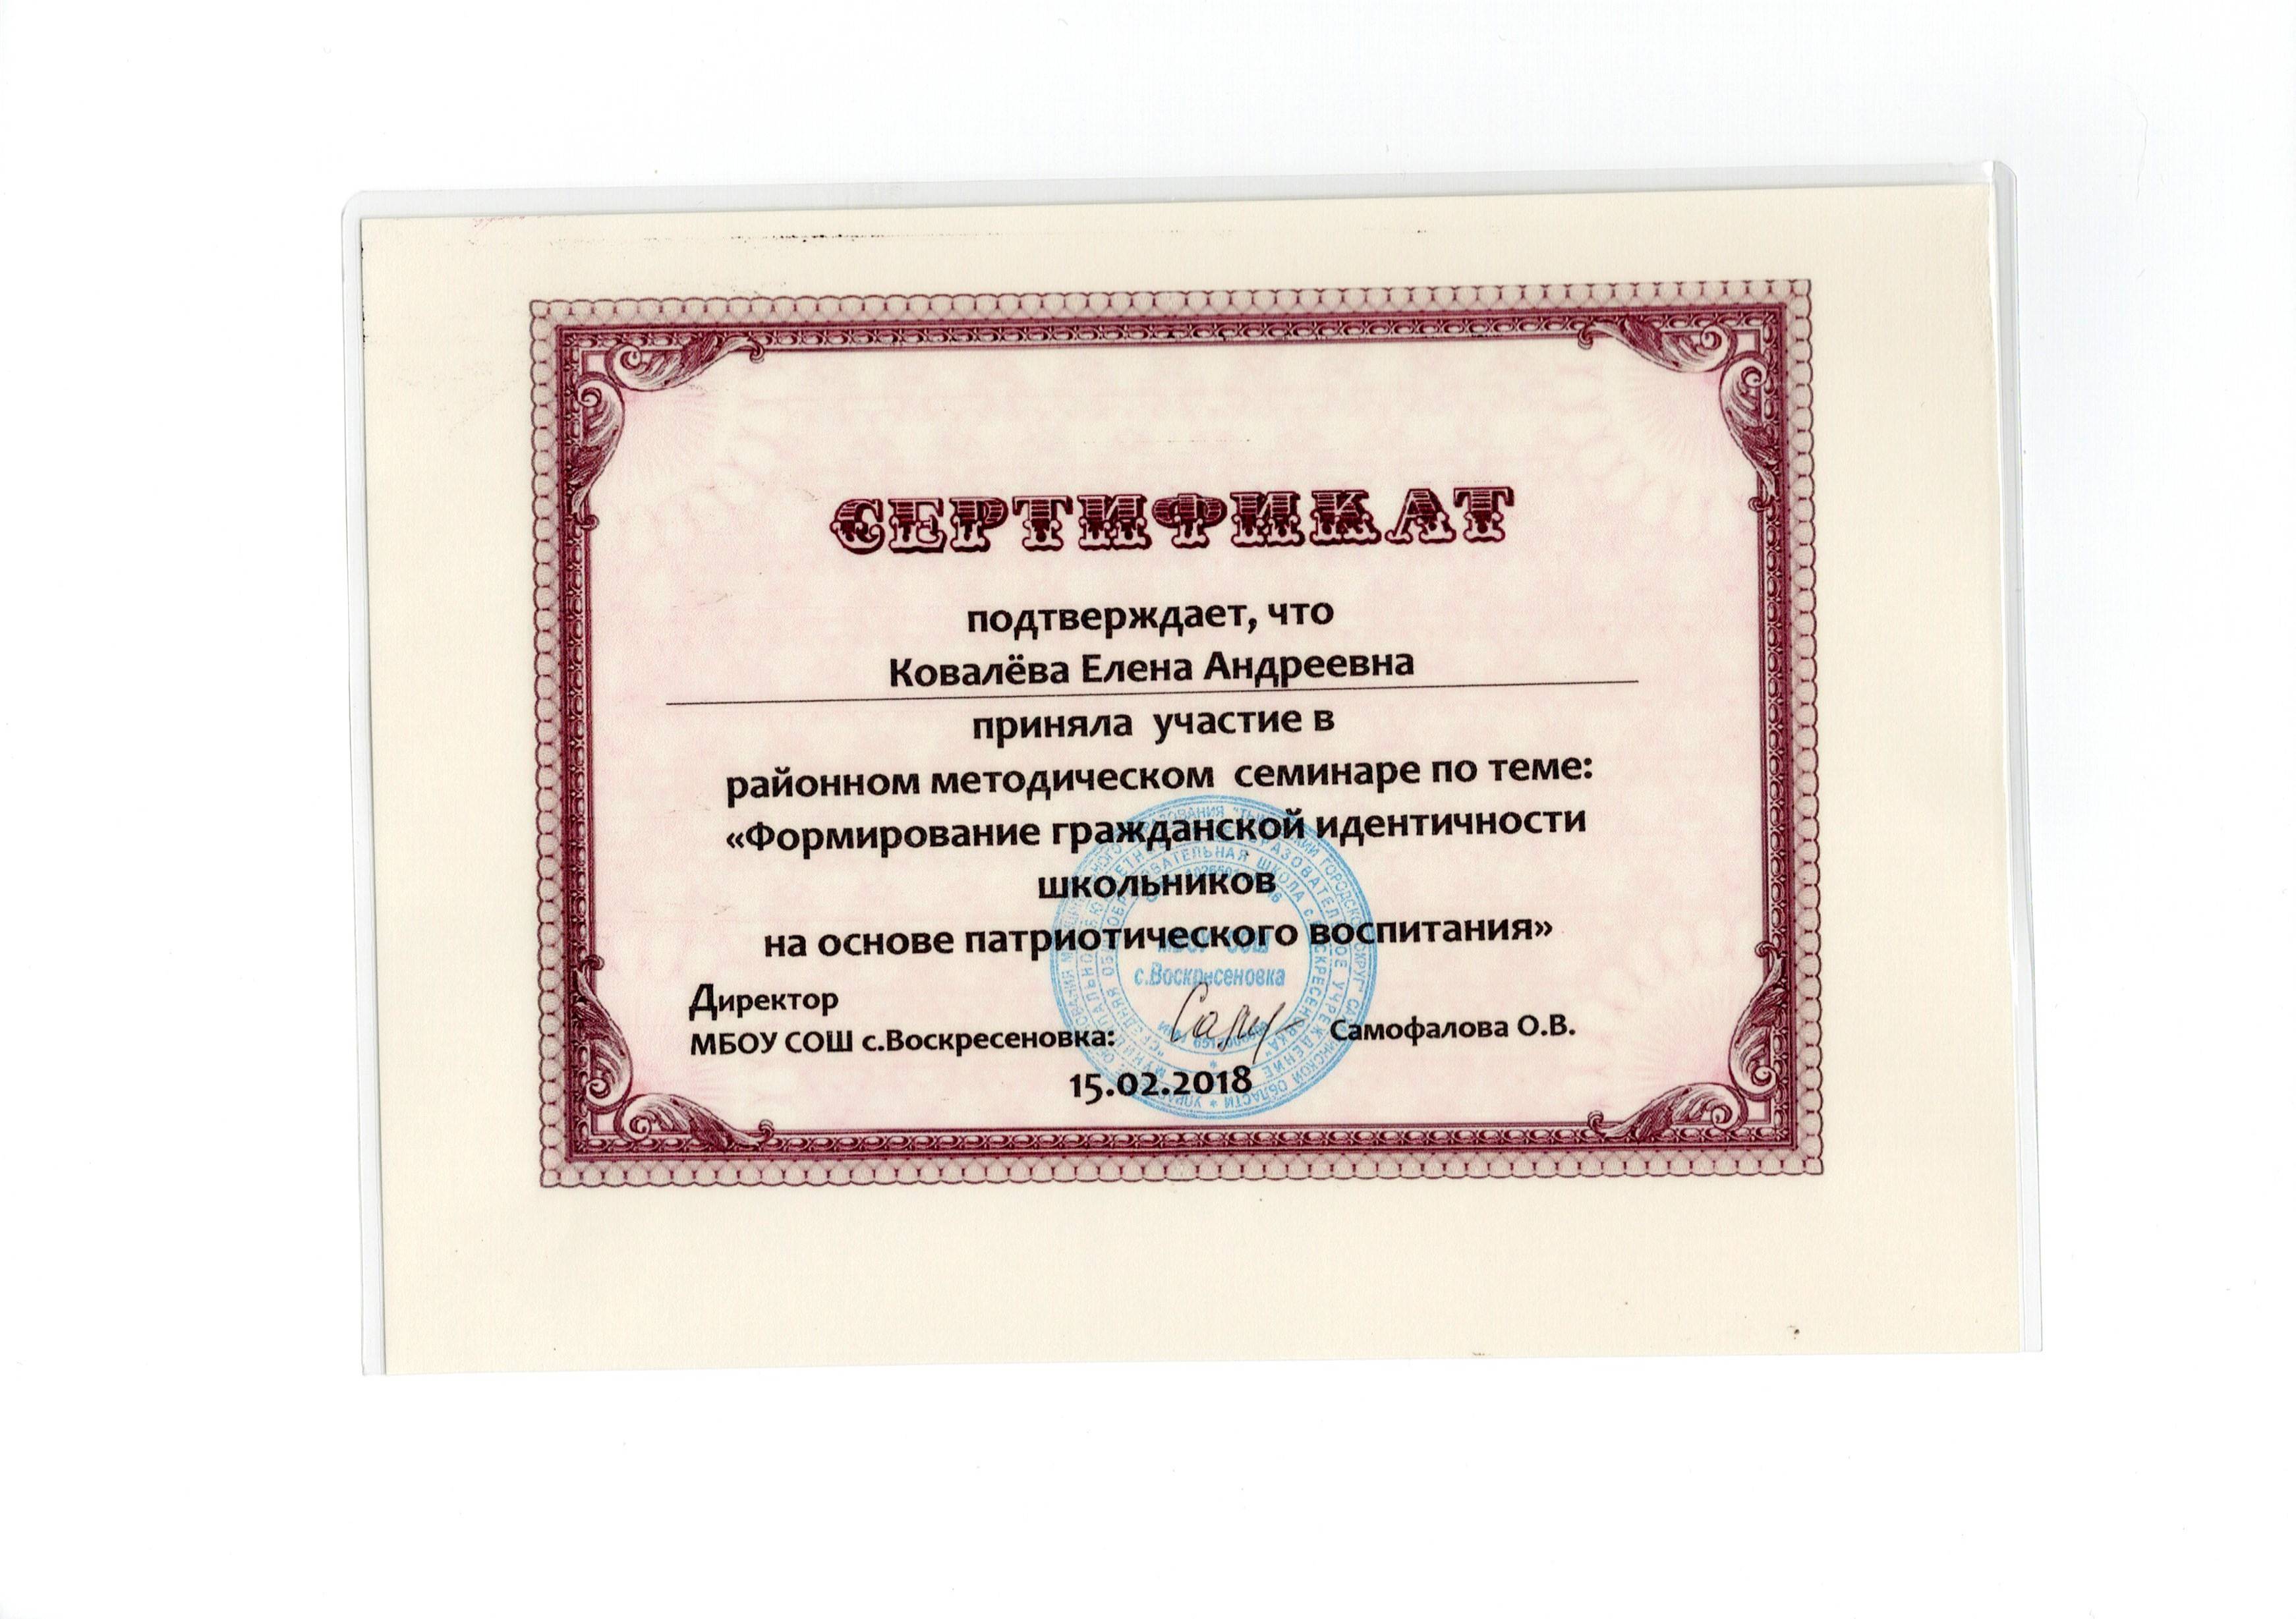 СЕРТИФИКАТ
подтверждает, что
Ковалёва Елена Андреевна
приняла участие в
районном методическом семинаре по теме:
«Формирование гражданской идентичности
школьников
на основе патриотического воспитания»
с.Воскресеновка
Директор
МБОУ СОШ с.Воскресеновка:
Самофалова О.В.
15.02.2018